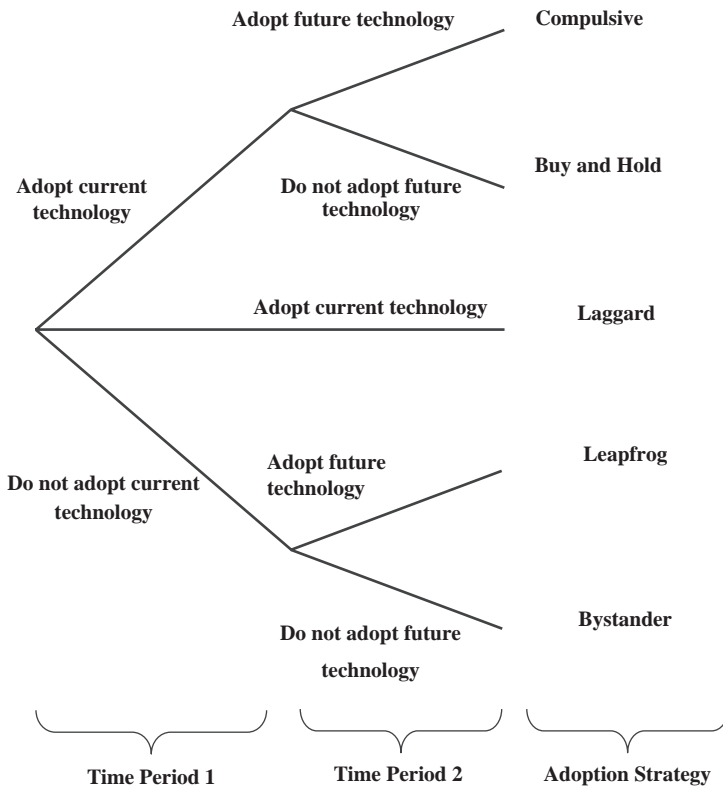 Adopt future technology
Compulsive
Adopt current
technology
Do not adopt future
technology
Buy and Hold
Adopt current technology
Laggard
Do not adopt current
technology
Adopt future
technology
Leapfrog
Do not adopt future
technology
Bystander
Time Period 1
Time Period 2
Adoption Strategy